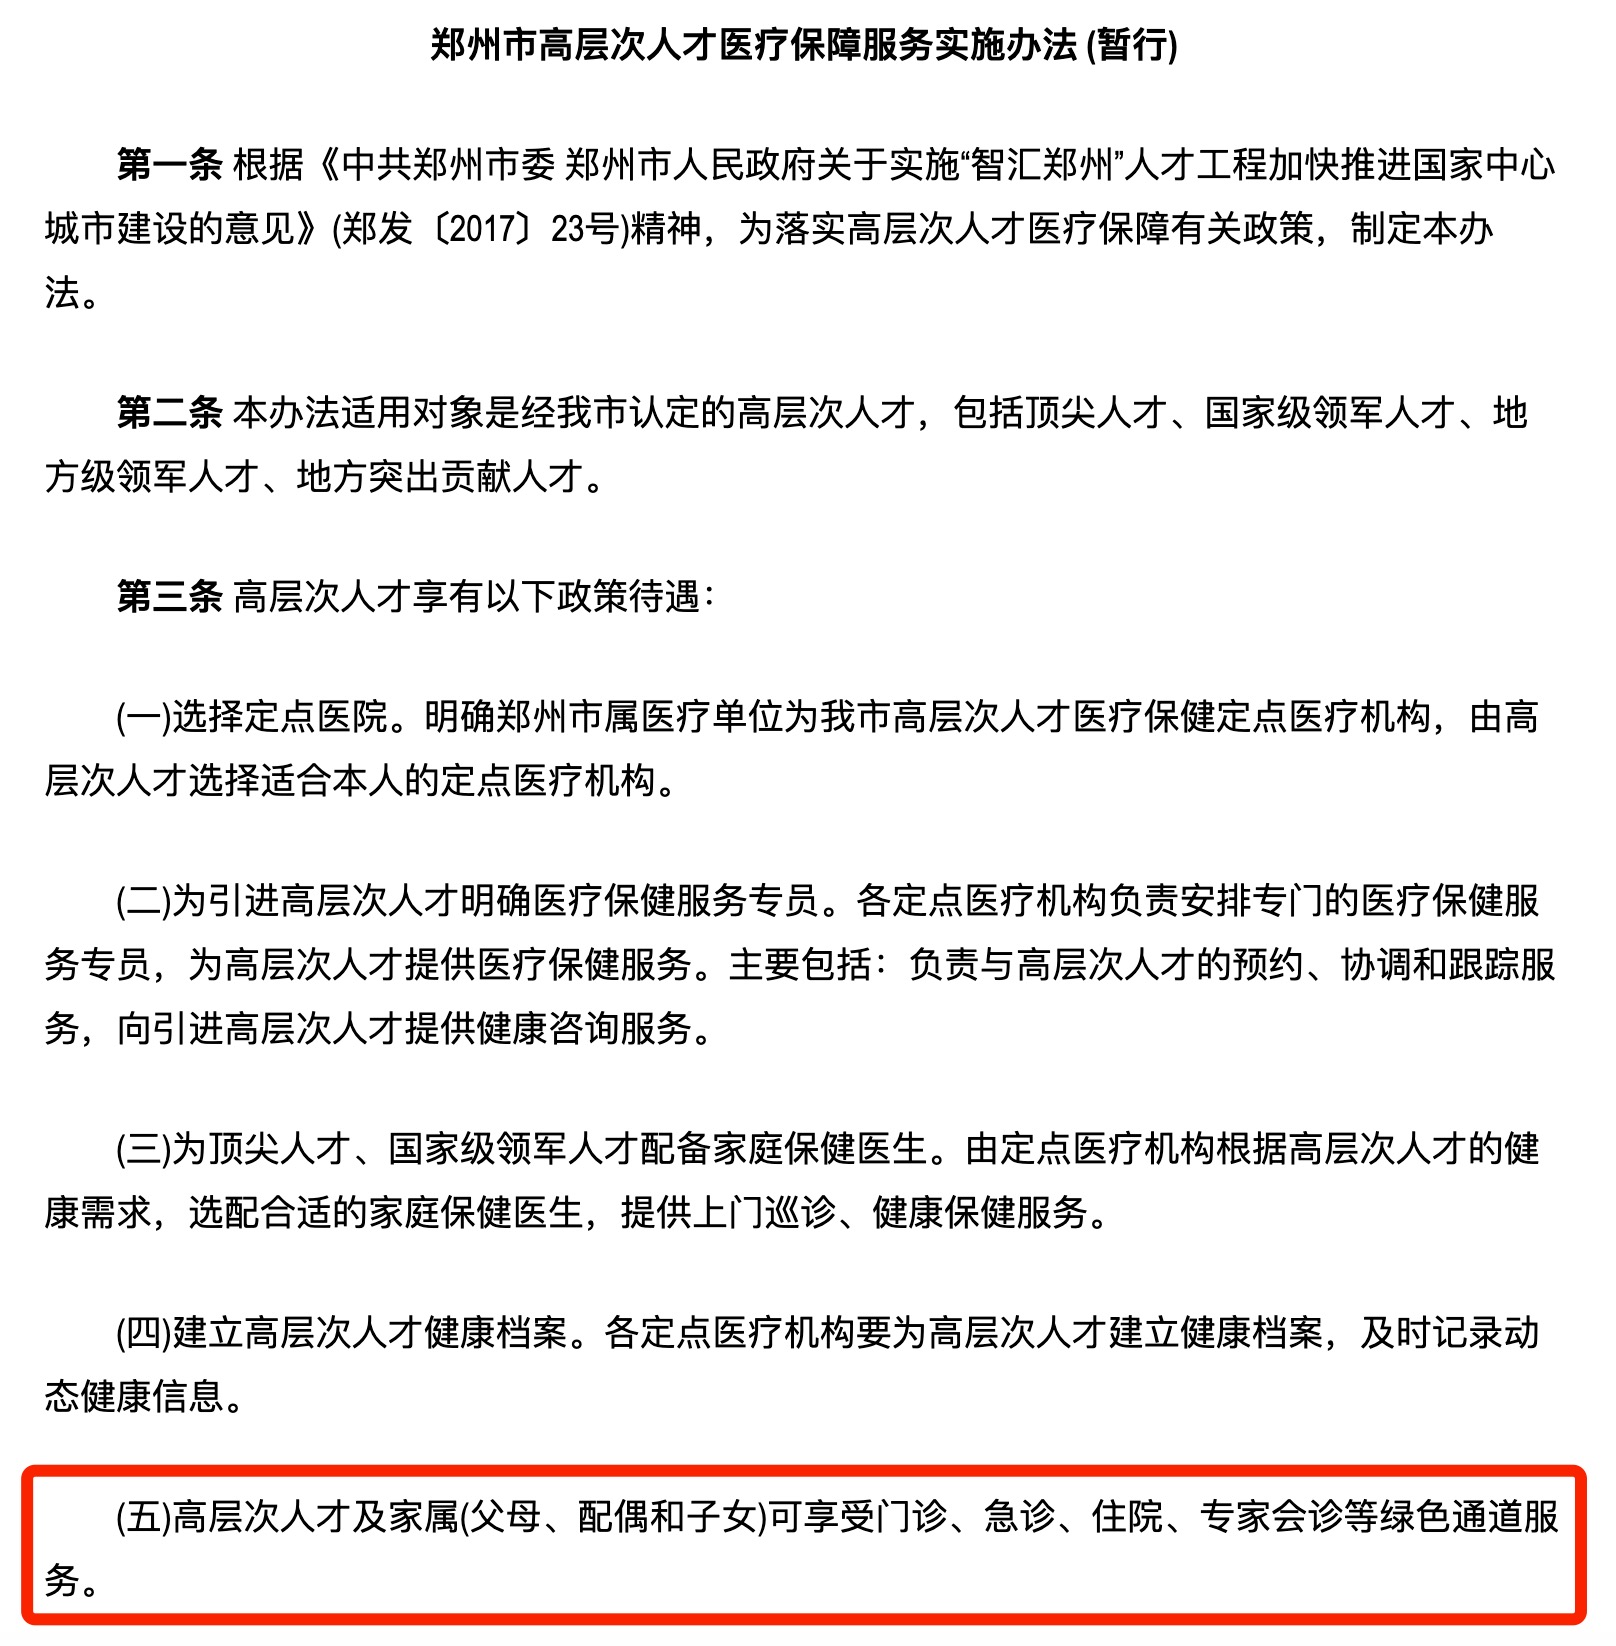 郑州市高层次人才医疗保障服务实施办法 (暂行)
第一条 根据《中共郑州市委 郑州市人民政府关于实施“智汇郑州”人才工程加快推进国家中心
城市建设的意见》(郑发〔2017〕23号)精神，为落实高层次人才医疗保障有关政策，制定本办
法。
第二条 本办法适用对象是经我市认定的高层次人才，包括顶尖人才、国家级领军人才、地
方级领军人才、地方突出贡献人才。
第三条 高层次人才享有以下政策待遇：
(一)选择定点医院。明确郑州市属医疗单位为我市高层次人才医疗保健定点医疗机构，由高
层次人才选择适合本人的定点医疗机构。
(二)为引进高层次人才明确医疗保健服务专员。各定点医疗机构负责安排专门的医疗保健服
务专员，为高层次人才提供医疗保健服务。主要包括：负责与高层次人才的预约、协调和跟踪服
务，向引进高层次人才提供健康咨询服务。
(三)为顶尖人才、国家级领军人才配备家庭保健医生。由定点医疗机构根据高层次人才的健
康需求，选配合适的家庭保健医生，提供上门巡诊、健康保健服务。
(四)建立高层次人才健康档案。各定点医疗机构要为高层次人才建立健康档案，及时记录动
态健康信息。
(五)高层次人才及家属(父母、配偶和子女)可享受门诊、急诊、住院、专家会诊等绿色通道服
务。